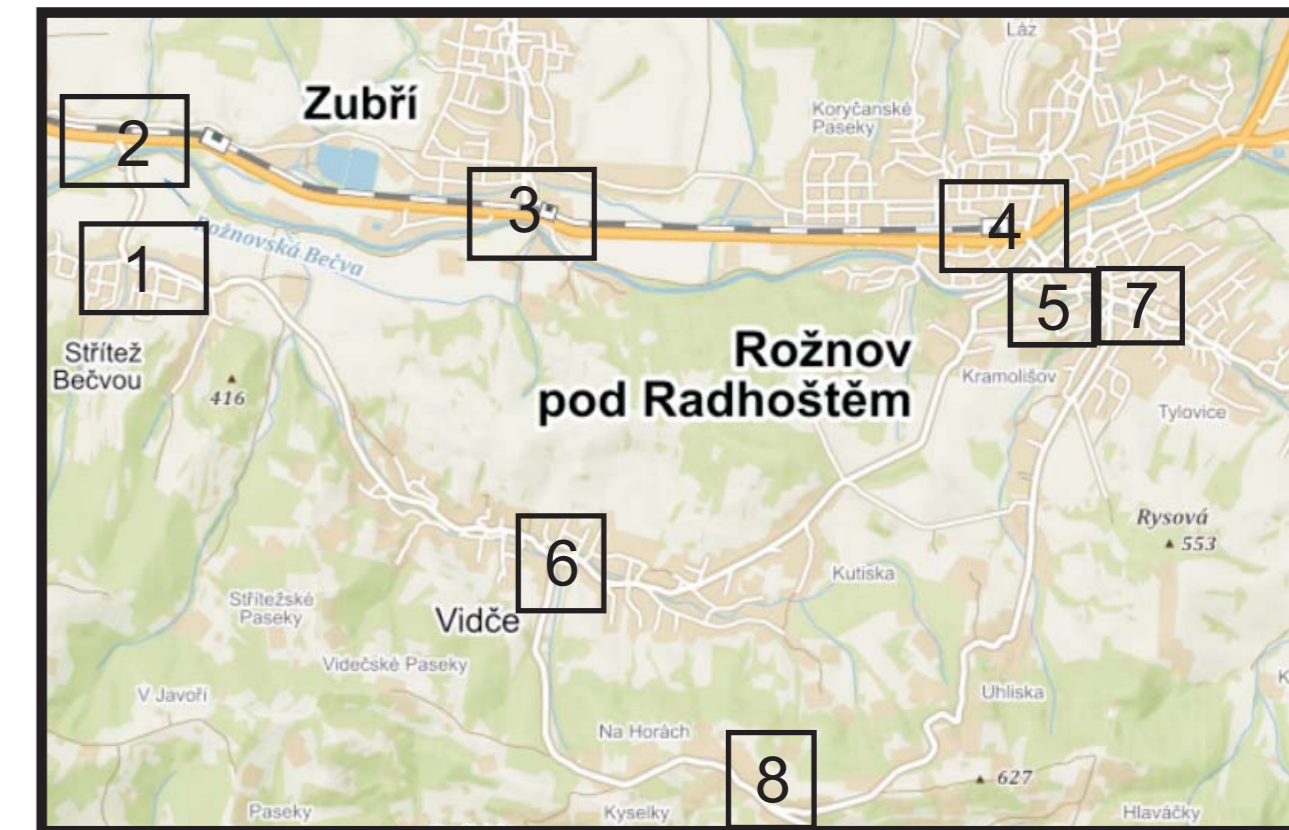 Láz
Zubří
Koryčanské
Paseky
2
3
4
Rožnovská Bečva
1
5
7
Střítež
Bečvou
416
Rožnov
pod Radhoštěm
Kramolišov
Tylovice
Rysová
553
6
Kutiska
Střítežské
Paseky
Vidče
Videčské Paseky
V Javoří
Uhliska
K
Na Horách
8
627
Paseky
Kyselky
Hlaváčky